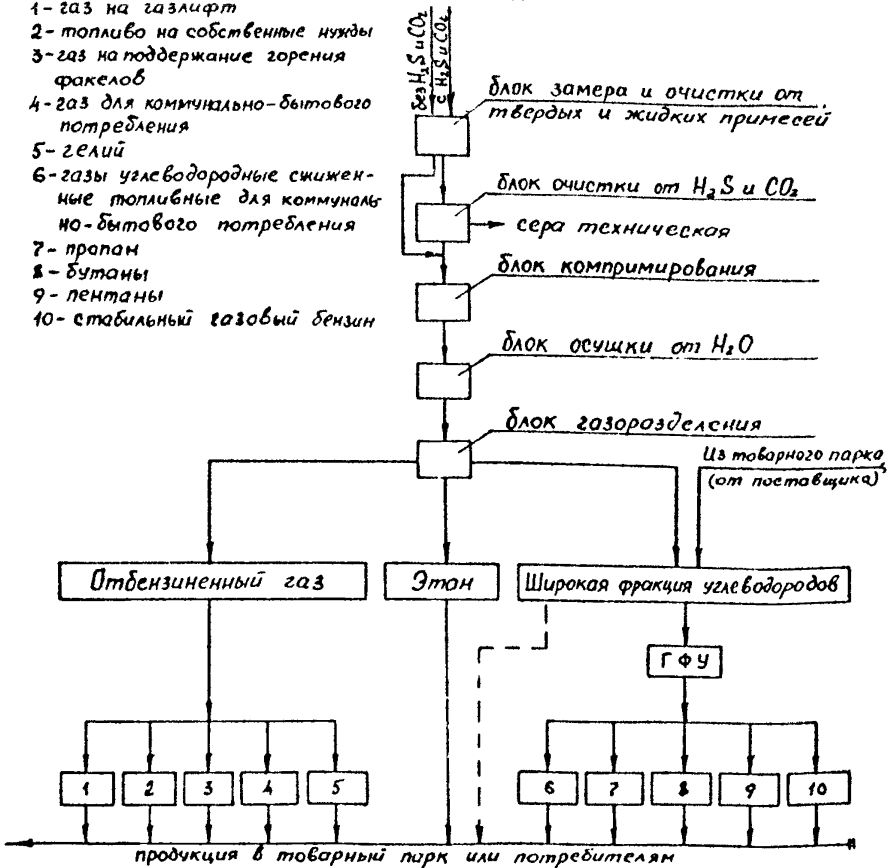 1- газ на газлифт
2- топливо на собственные нужды
3- газ на поддержание горения
факелов
4- газ для коммунально-бытового
потребления
5- гелий
6- газы углеводородные сжижен-
ные топливные для коммуналь-
но-бытового потребления
7- пропан
8- бутаны
9- пентаны
10- стабильный газовый бензин
без H₂S и CO₂
с H₂S и CO₂
блок замера и очистки от
твердых и жидких примесей
блок очистки от H₂S и CO₂
сера техническая
блок компримирования
блок осушки от H₂O
блок газоразделения
Из товарного парка
(от поставщика)
Отбензиненный газ
Этан
Широкая фракция углеводородов
ГФУ
1 2 3 4 5 6 7 8 9 10
продукция в товарный парк или потребителям